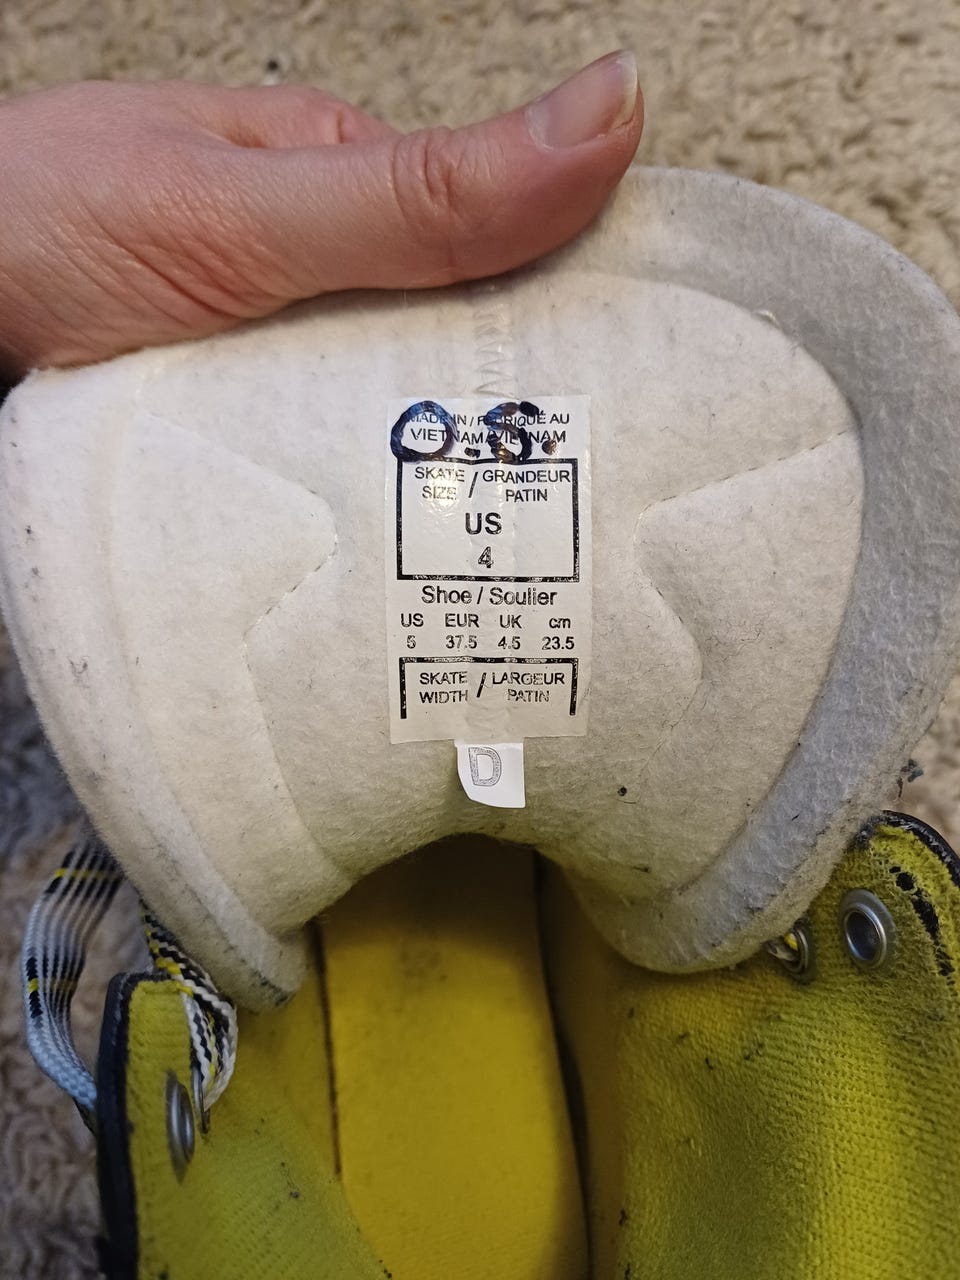 O.S.
MADE IN / FABRIQUÉ AU
VIETNAM/VIETNAM
SKATE / GRANDEUR
SIZE PATIN
US
4
Shoe / Soulier
US EUR UK cm
5 37.5 4.5 23.5
SKATE / LARGEUR
WIDTH PATIN
D